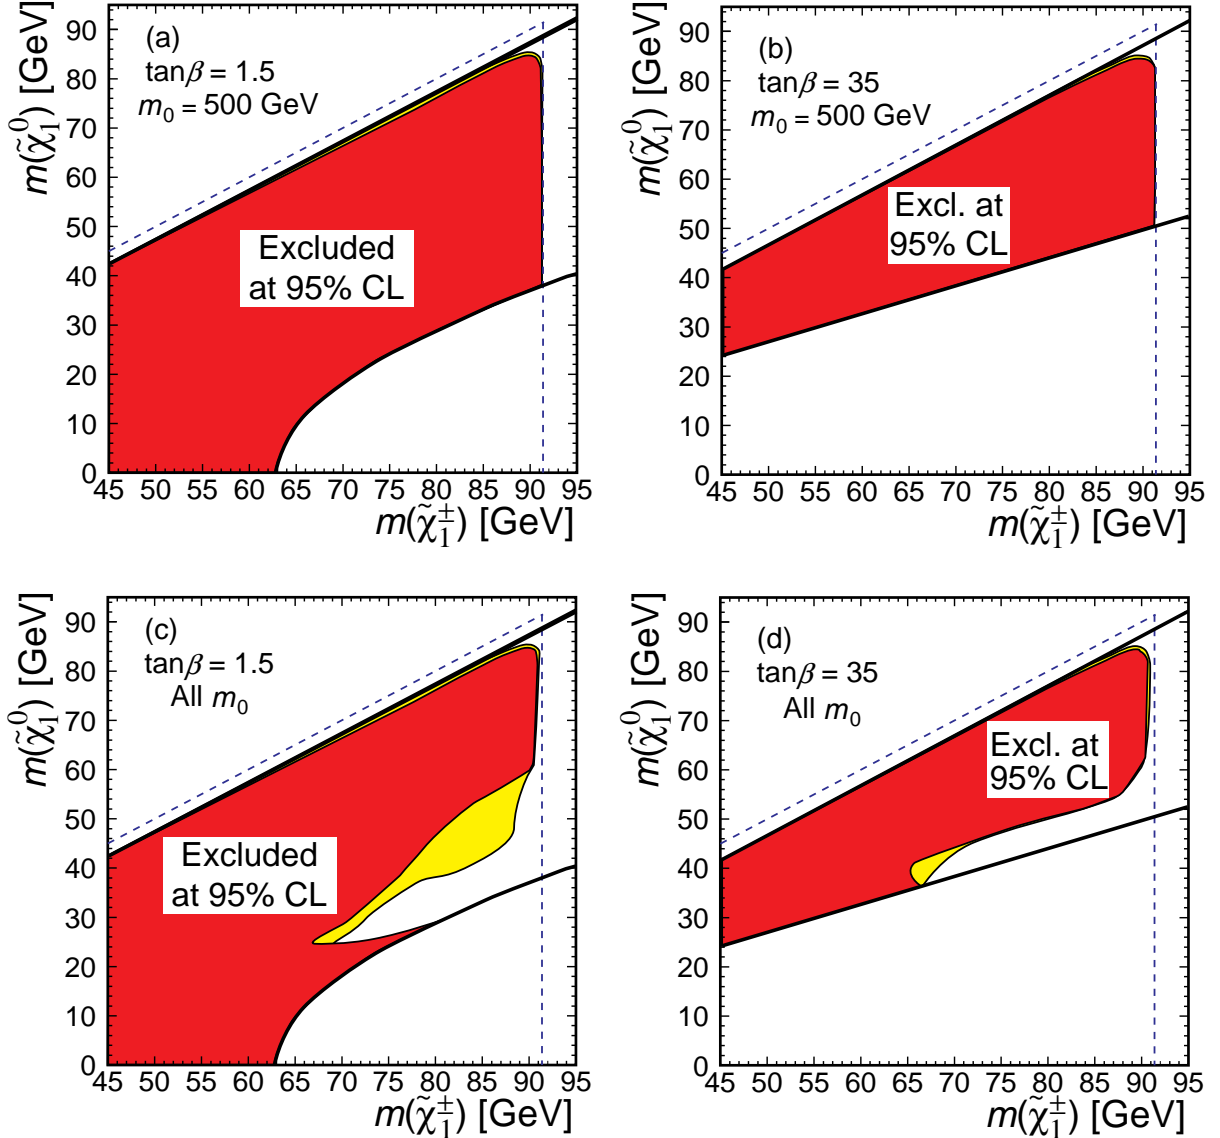 m(χ̃⁰₁) [GeV]
90
80
70
60
50
40
30
20
10
0
(a)
tanβ = 1.5
m₀ = 500 GeV
Excluded
at 95% CL
45 50 55 60 65 70 75 80 85 90 95
m(χ̃±₁) [GeV]
m(χ̃⁰₁) [GeV]
90
80
70
60
50
40
30
20
10
0
(b)
tanβ = 35
m₀ = 500 GeV
Excl. at
95% CL
45 50 55 60 65 70 75 80 85 90 95
m(χ̃±₁) [GeV]
m(χ̃⁰₁) [GeV]
90
80
70
60
50
40
30
20
10
0
(c)
tanβ = 1.5
All m₀
Excluded
at 95% CL
45 50 55 60 65 70 75 80 85 90 95
m(χ̃±₁) [GeV]
m(χ̃⁰₁) [GeV]
90
80
70
60
50
40
30
20
10
0
(d)
tanβ = 35
All m₀
Excl. at
95% CL
45 50 55 60 65 70 75 80 85 90 95
m(χ̃±₁) [GeV]